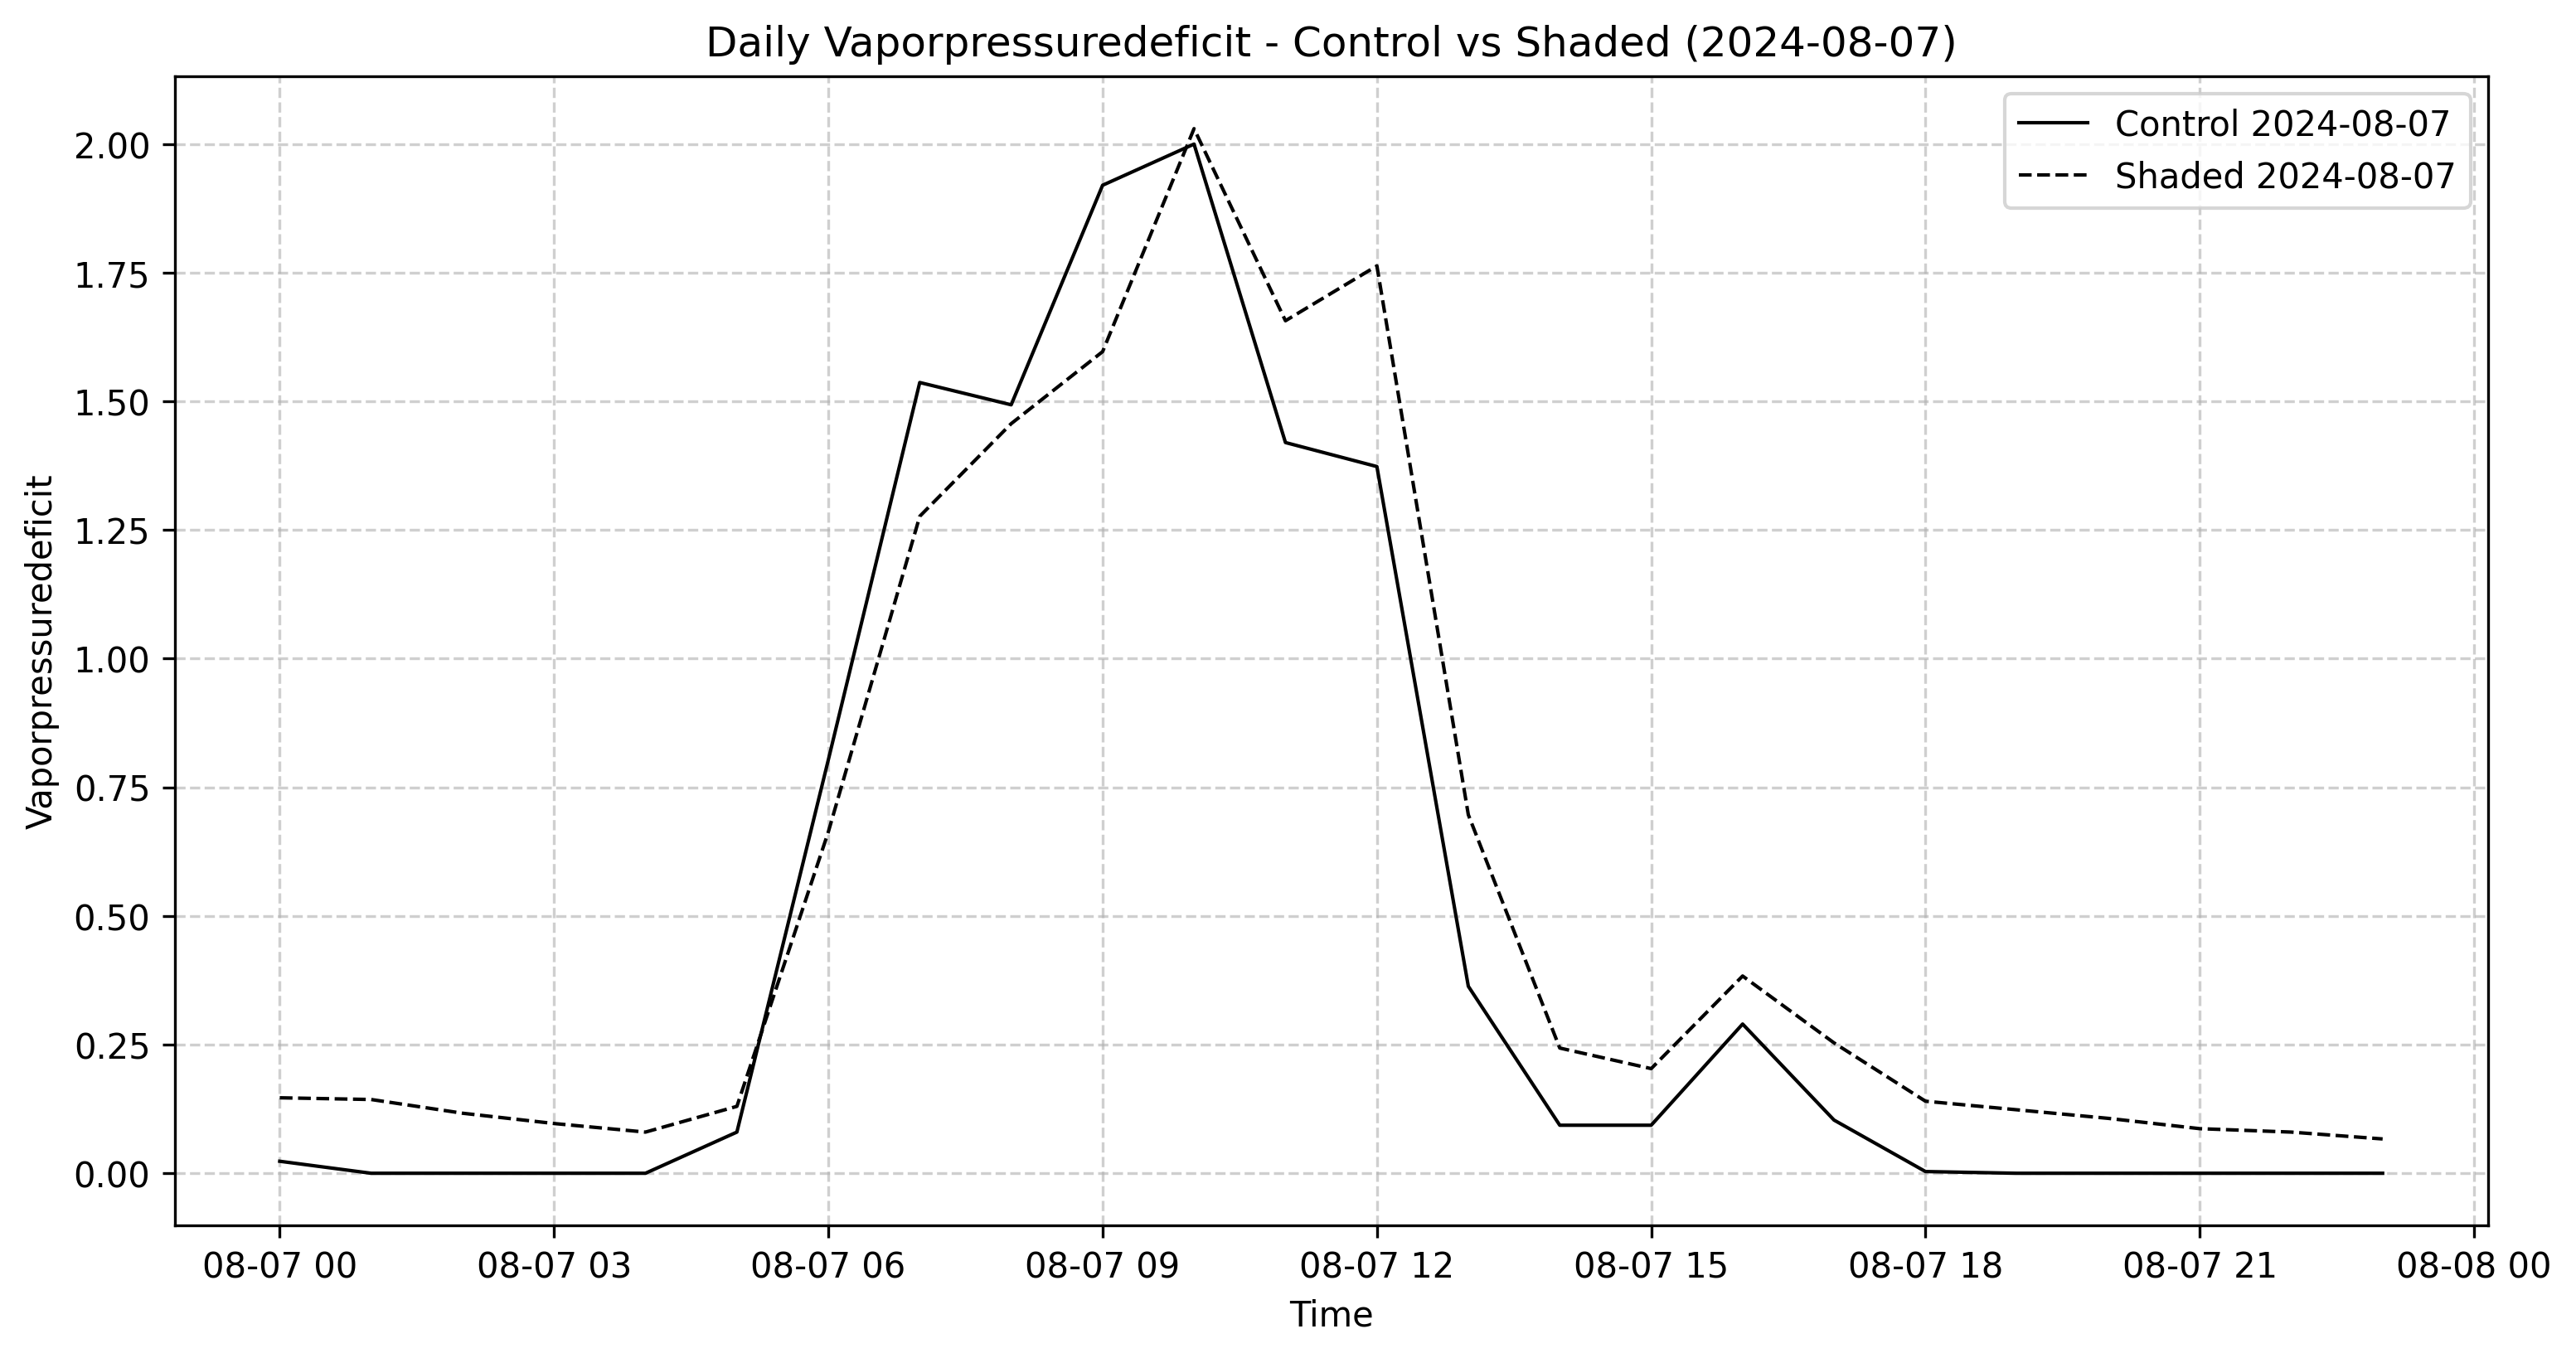 Daily Vaporpressuredeficit - Control vs Shaded (2024-08-07)
Control 2024-08-07
Shaded 2024-08-07
Vaporpressuredeficit
2.00
1.75
1.50
1.25
1.00
0.75
0.50
0.25
0.00
08-07 00 08-07 03 08-07 06 08-07 09 08-07 12 08-07 15 08-07 18 08-07 21 08-08 00
Time